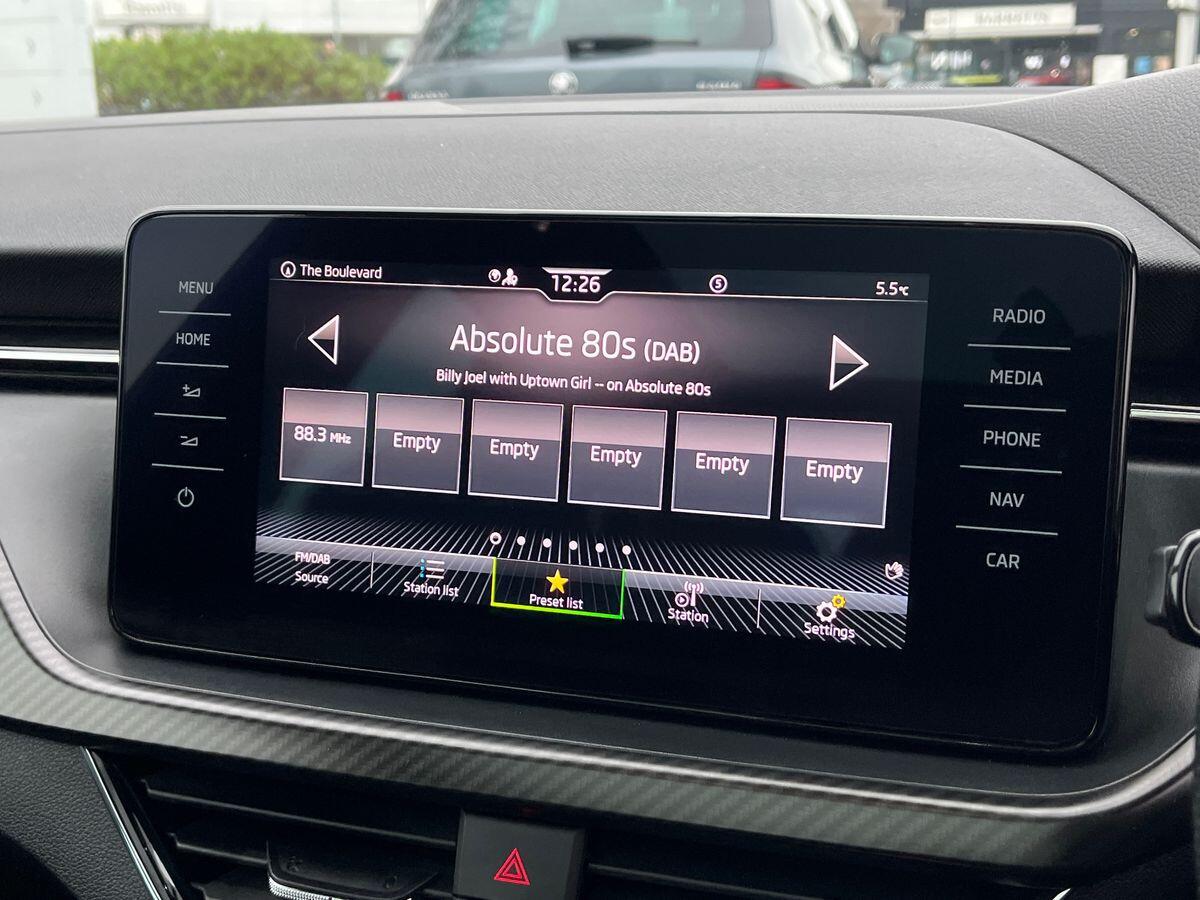 The Boulevard
12:26
5
5.5°C
MENU
HOME
RADIO
MEDIA
PHONE
NAV
CAR
Absolute 80s (DAB)
Billy Joel with Uptown Girl -- on Absolute 80s
88.3 MHz
Empty
Empty
Empty
Empty
Empty
FM/DAB
Source
Station list
Preset list
Station
Settings